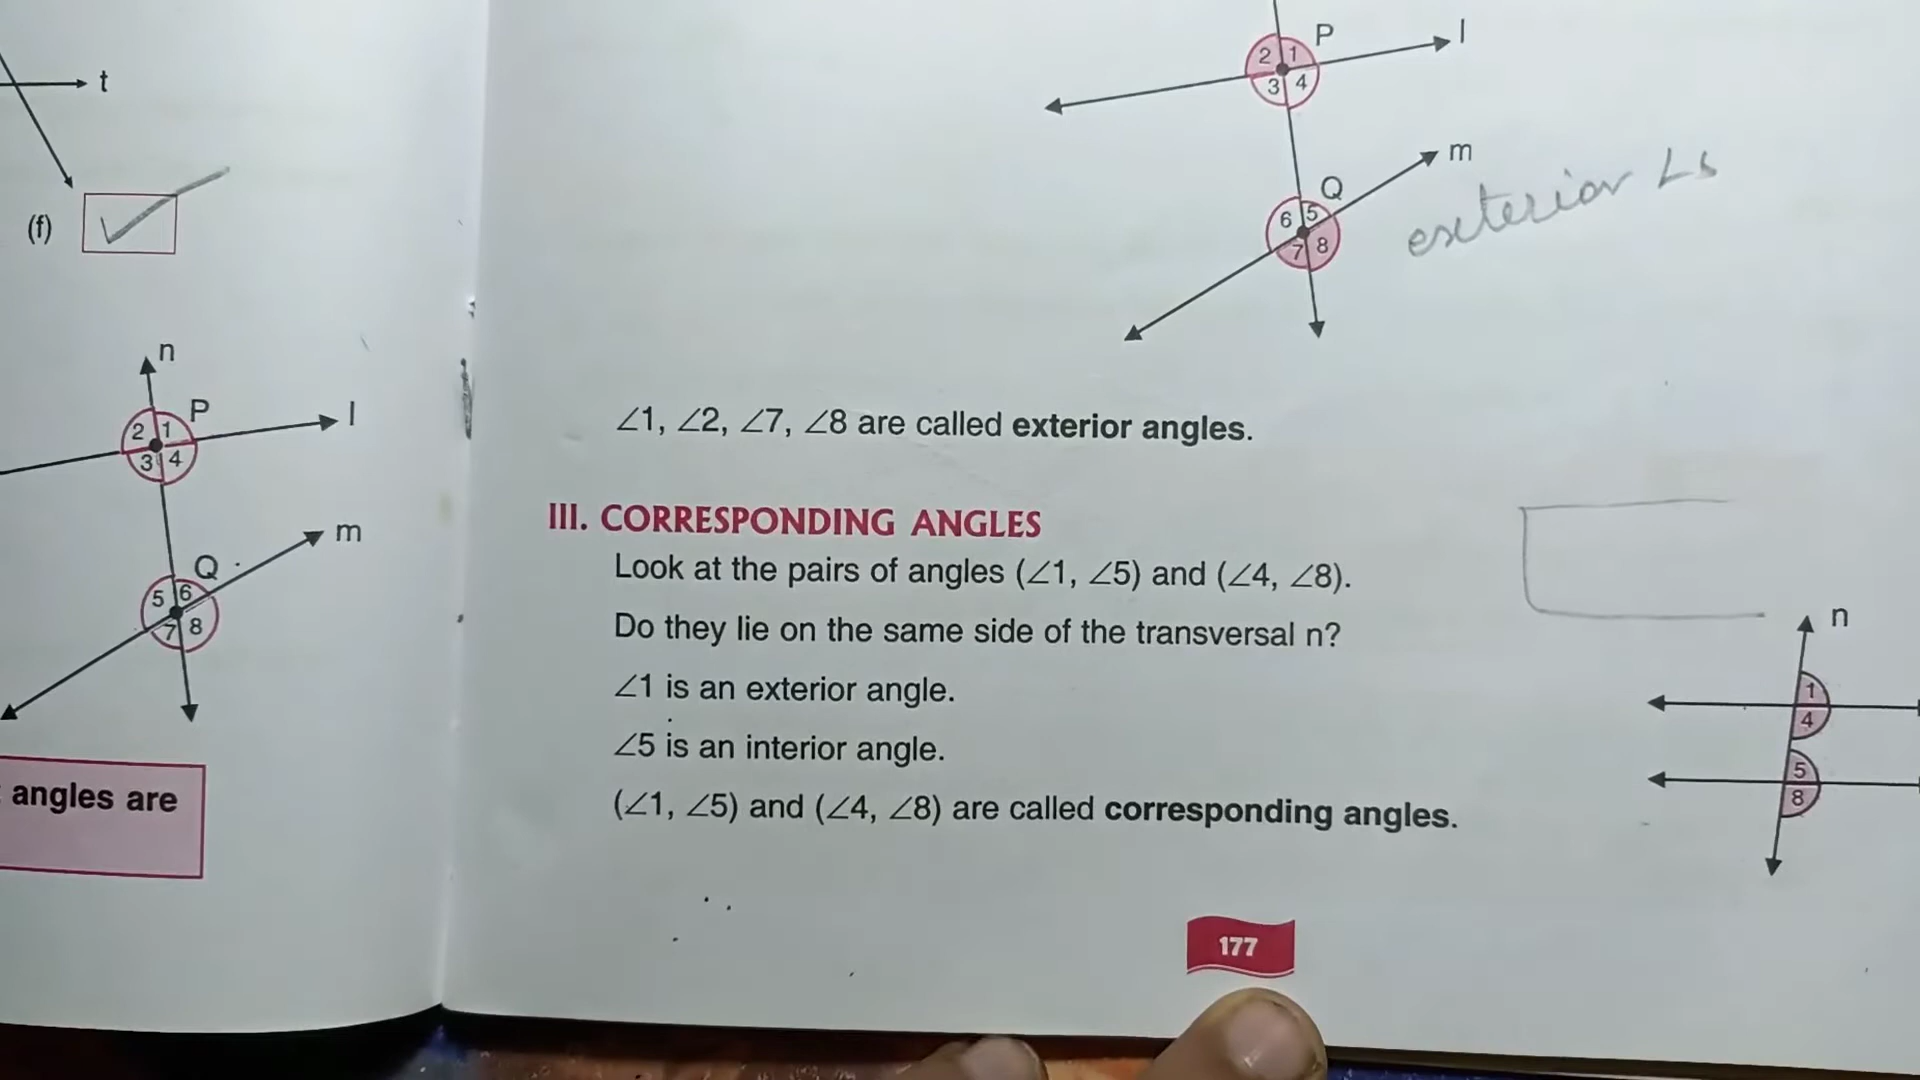 t
(f)
n
P
l
2 1
3 4
m
Q
5 6
7 8
angles are
P
l
2 1
3 4
m
Q
6 5
7 8
exterior ∠s
∠1, ∠2, ∠7, ∠8 are called exterior angles.
III. CORRESPONDING ANGLES
Look at the pairs of angles (∠1, ∠5) and (∠4, ∠8).
Do they lie on the same side of the transversal n?
∠1 is an exterior angle.
∠5 is an interior angle.
(∠1, ∠5) and (∠4, ∠8) are called corresponding angles.
n
1
4
5
8
177